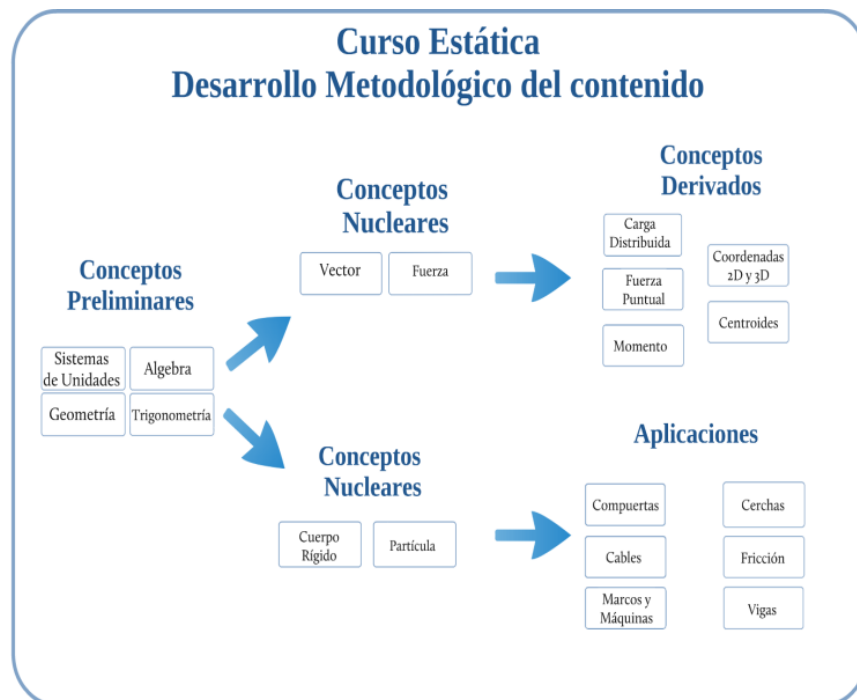 Curso Estática
Desarrollo Metodológico del contenido
Conceptos
Preliminares
Sistemas
de Unidades
Algebra
Geometría
Trigonometría
Conceptos
Nucleares
Vector
Fuerza
Conceptos
Derivados
Carga
Distribuida
Fuerza
Puntual
Momento
Coordenadas
2D y 3D
Centroides
Conceptos
Nucleares
Cuerpo
Rígido
Partícula
Aplicaciones
Compuertas
Cables
Marcos y
Máquinas
Cerchas
Fricción
Vigas